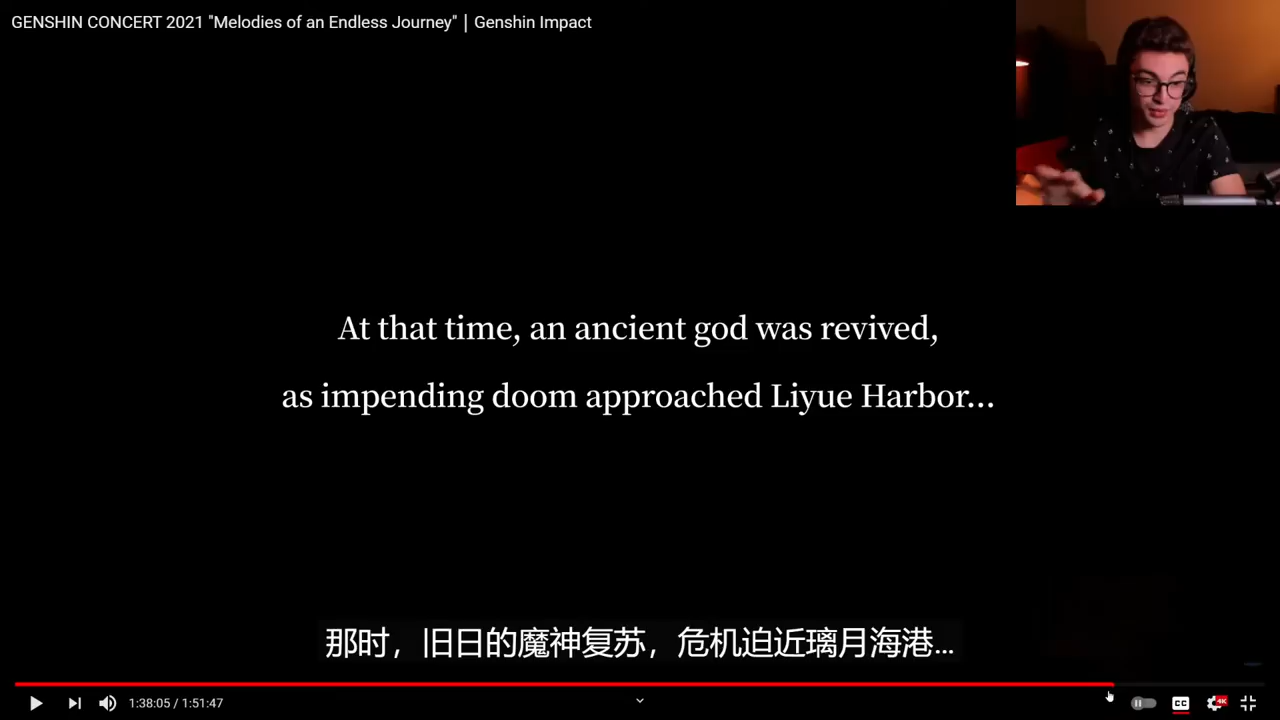 GENSHIN CONCERT 2021 "Melodies of an Endless Journey"｜Genshin Impact
At that time, an ancient god was revived,
as impending doom approached Liyue Harbor...
那时，旧日的魔神复苏，危机迫近璃月海港...
1:38:05 / 1:51:47
CC
4K